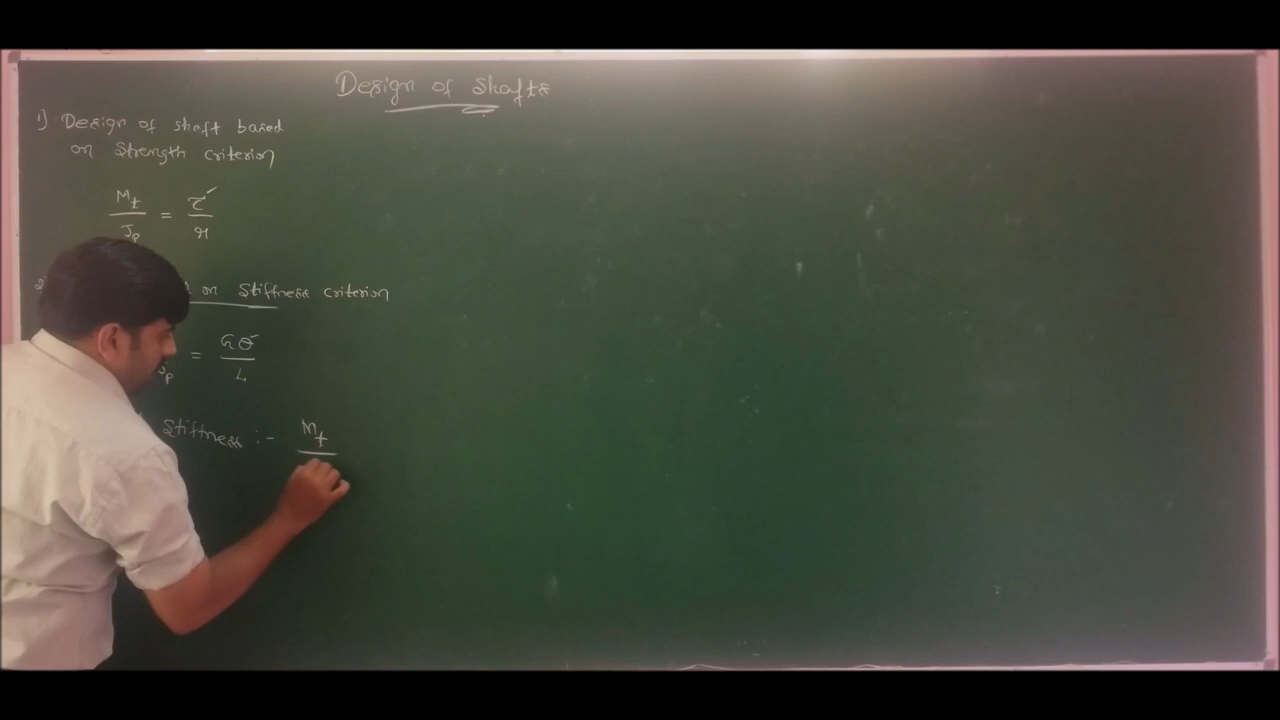 Design of Shafts
1) Design of shaft based
on Strength criterion
Mt / Jp = τ / r
on Stiffness criterion
= Gθ / L
Stiffness :- Mt